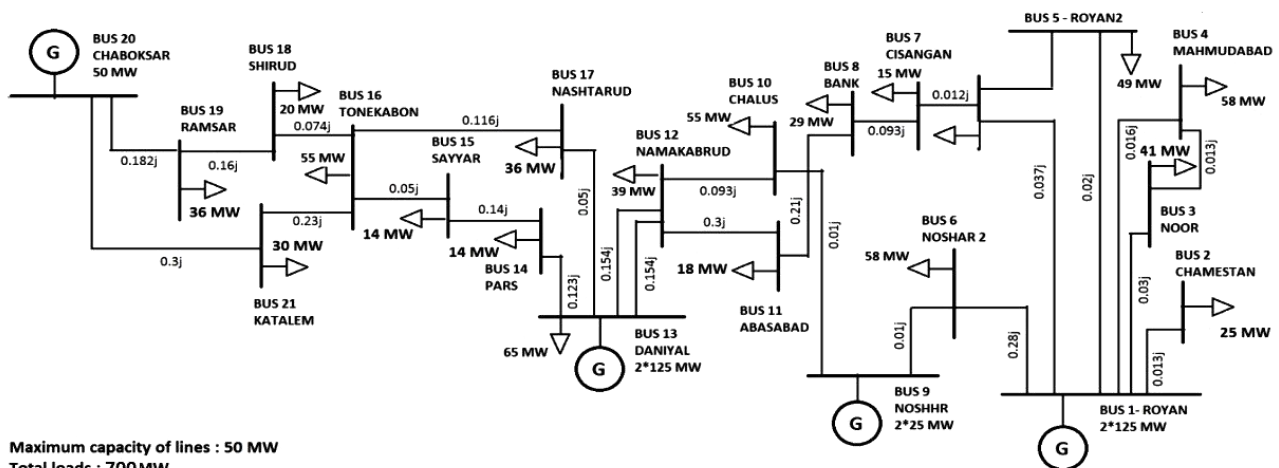 G
BUS 20
CHABOKSAR
50 MW
BUS 18
SHIRUD
20 MW
BUS 19
RAMSAR
0.182j
0.16j
36 MW
0.074j
BUS 16
TONEKABON
55 MW
0.23j
0.3j
30 MW
BUS 21
KATALEM
0.116j
BUS 15
SAYYAR
0.05j
14 MW
0.14j
14 MW
BUS 14
PARS
0.123j
BUS 17
NASHTARUD
36 MW
0.05j
65 MW
G
BUS 13
DANIYAL
2*125 MW
BUS 12
NAMAKABRUD
39 MW
0.154j
0.154j
0.093j
0.3j
BUS 10
CHALUS
55 MW
18 MW
BUS 11
ABASABAD
0.21j
0.01j
BUS 8
BANK
29 MW
0.093j
BUS 7
CISANGAN
15 MW
0.012j
BUS 6
NOSHAR 2
58 MW
0.01j
0.28j
G
BUS 9
NOSHHR
2*25 MW
BUS 5 - ROYAN2
49 MW
0.037j
0.02j
BUS 4
MAHMUDABAD
58 MW
0.016j
0.013j
41 MW
BUS 3
NOOR
0.03j
BUS 2
CHAMESTAN
25 MW
0.013j
G
BUS 1- ROYAN
2*125 MW
Maximum capacity of lines : 50 MW
Total loads : 700 MW